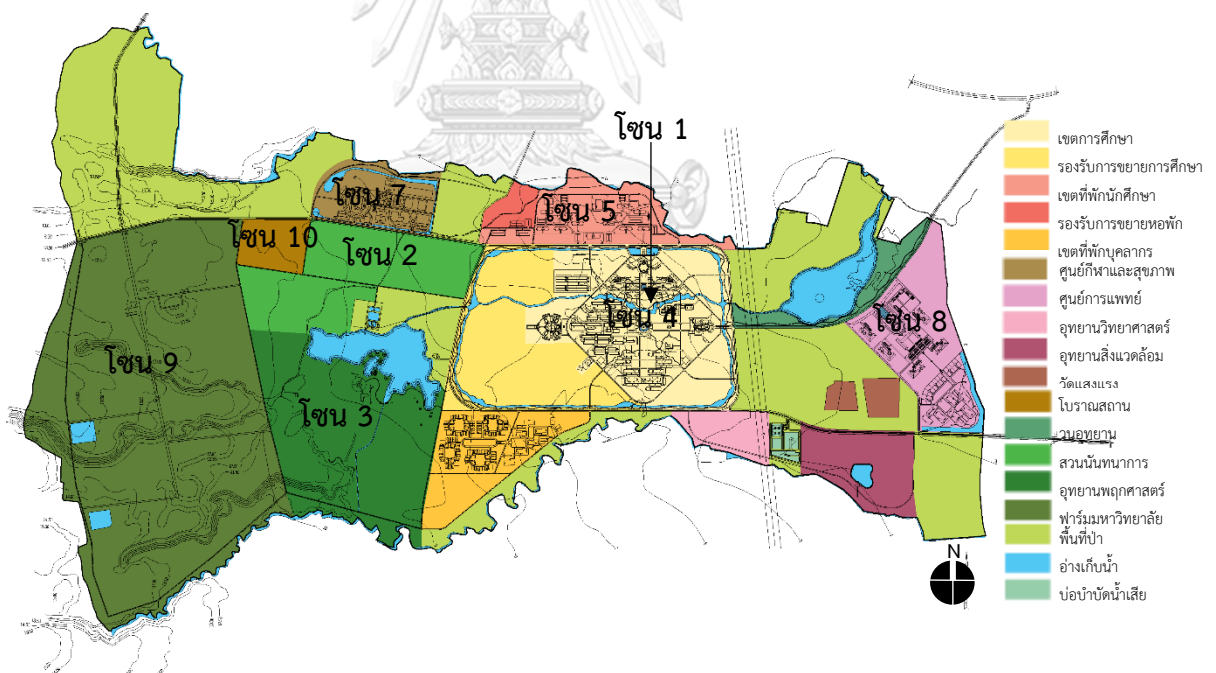 โซน 1
โซน 7
โซน 5
โซน 10
โซน 2
โซน 4
โซน 8
โซน 9
โซน 3
เขตการศึกษา
รองรับการขยายการศึกษา
เขตที่พักนักศึกษา
รองรับการขยายหอพัก
เขตที่พักบุคลากร
ศูนย์กีฬาและสุขภาพ
ศูนย์การแพทย์
อุทยานวิทยาศาสตร์
อุทยานสิ่งแวดล้อม
วัดแสงแรง
โบราณสถาน
วนอุทยาน
สวนนันทนาการ
อุทยานพฤกศาสตร์
ฟาร์มมหาวิทยาลัย
พื้นที่ป่า
อ่างเก็บน้ำ
บ่อบำบัดน้ำเสีย
N